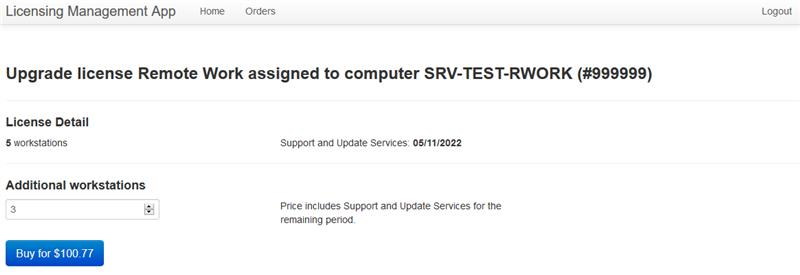 Licensing Management App Home Orders Logout
Upgrade license Remote Work assigned to computer SRV-TEST-RWORK (#999999)
License Detail
5 workstations Support and Update Services: 05/11/2022
Additional workstations
3 Price includes Support and Update Services for the
remaining period.
Buy for $100.77